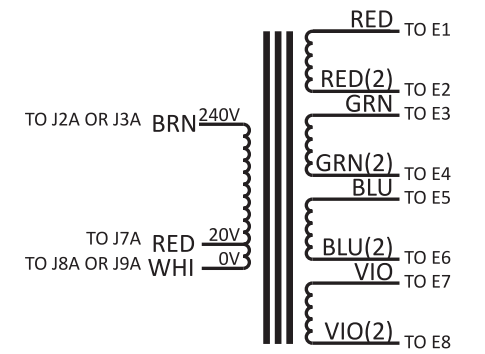 RED TO E1
RED(2) TO E2
GRN TO E3
TO J2A OR J3A BRN 240V
GRN(2) TO E4
BLU TO E5
TO J7A RED 20V
BLU(2) TO E6
TO J8A OR J9A WHI 0V
VIO TO E7
VIO(2) TO E8